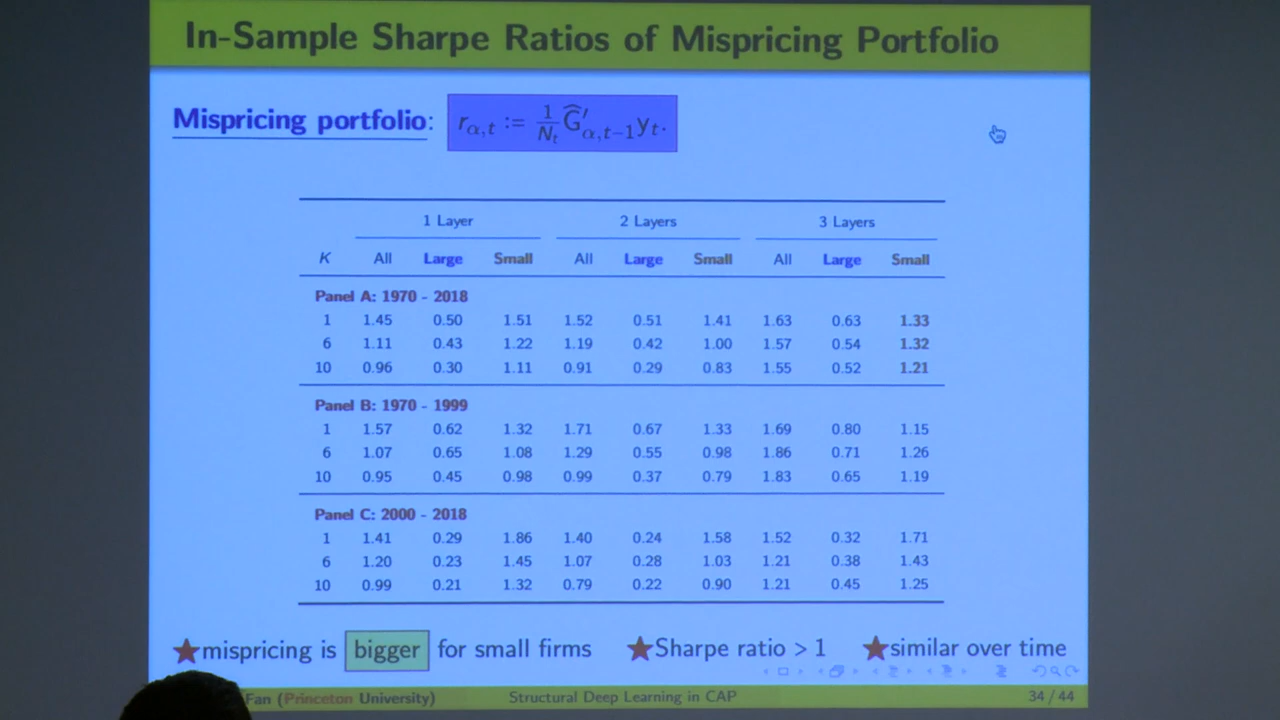 In-Sample Sharpe Ratios of Mispricing Portfolio
Mispricing portfolio: r_{α,t} := 1/N_t Ĝ′_{α,t−1}y_t.
1 Layer 2 Layers 3 Layers
K All Large Small All Large Small All Large Small
Panel A: 1970 - 2018
1 1.45 0.50 1.51 1.52 0.51 1.41 1.63 0.63 1.33
6 1.11 0.43 1.22 1.19 0.42 1.00 1.57 0.54 1.32
10 0.96 0.30 1.11 0.91 0.29 0.83 1.55 0.52 1.21
Panel B: 1970 - 1999
1 1.57 0.62 1.32 1.71 0.67 1.33 1.69 0.80 1.15
6 1.07 0.65 1.08 1.29 0.55 0.98 1.86 0.71 1.26
10 0.95 0.45 0.98 0.99 0.37 0.79 1.83 0.65 1.19
Panel C: 2000 - 2018
1 1.41 0.29 1.86 1.40 0.24 1.58 1.52 0.32 1.71
6 1.20 0.23 1.45 1.07 0.28 1.03 1.21 0.38 1.43
10 0.99 0.21 1.32 0.79 0.22 0.90 1.21 0.45 1.25
★mispricing is bigger for small firms ★Sharpe ratio > 1 ★similar over time
Fan (Princeton University) Structural Deep Learning in CAP 34 / 44